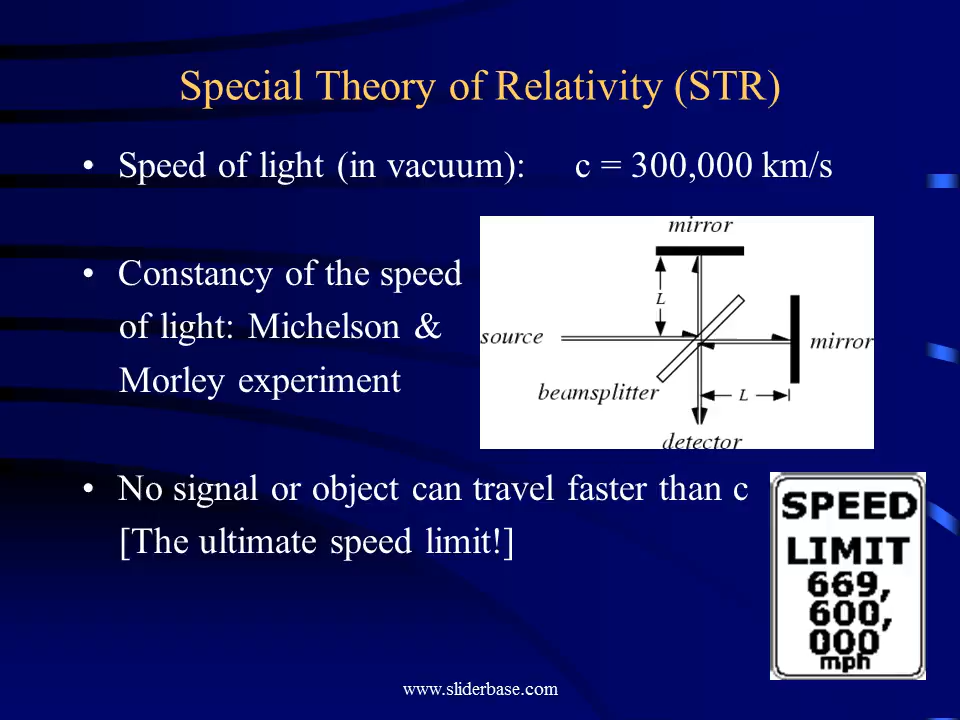 Special Theory of Relativity (STR)
• Speed of light (in vacuum): c = 300,000 km/s
• Constancy of the speed
of light: Michelson &
Morley experiment
mirror
L
source
mirror
beamsplitter
L
detector
• No signal or object can travel faster than c
[The ultimate speed limit!]
SPEED
LIMIT
669,
600,
000
mph
www.sliderbase.com